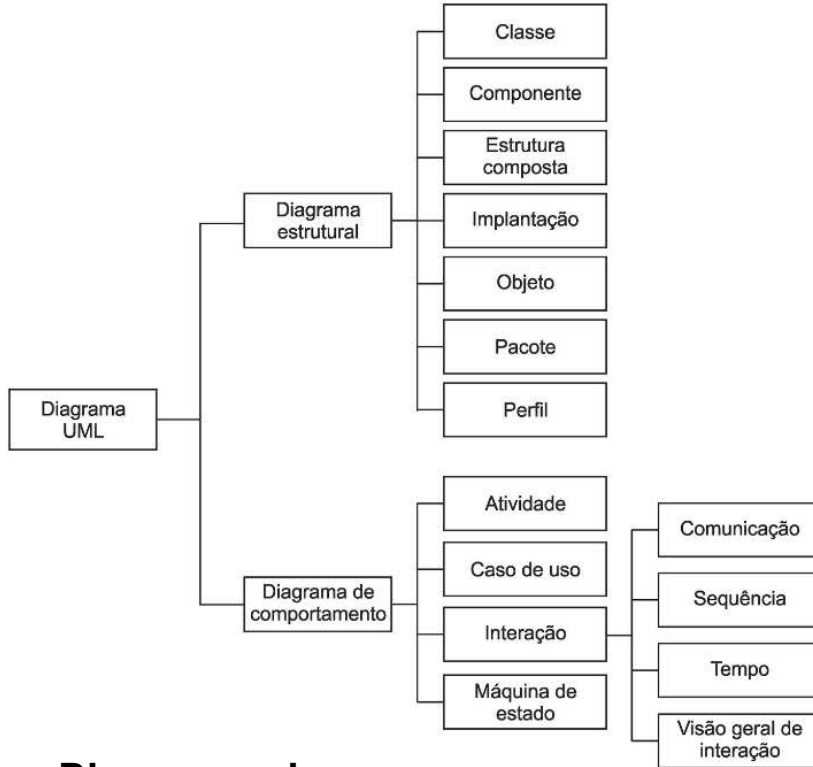 Classe
Componente
Estrutura
composta
Diagrama
estrutural
Implantação
Objeto
Pacote
Perfil
Diagrama
UML
Atividade
Caso de uso
Diagrama de
comportamento
Interação
Máquina de
estado
Comunicação
Sequência
Tempo
Visão geral de
interação